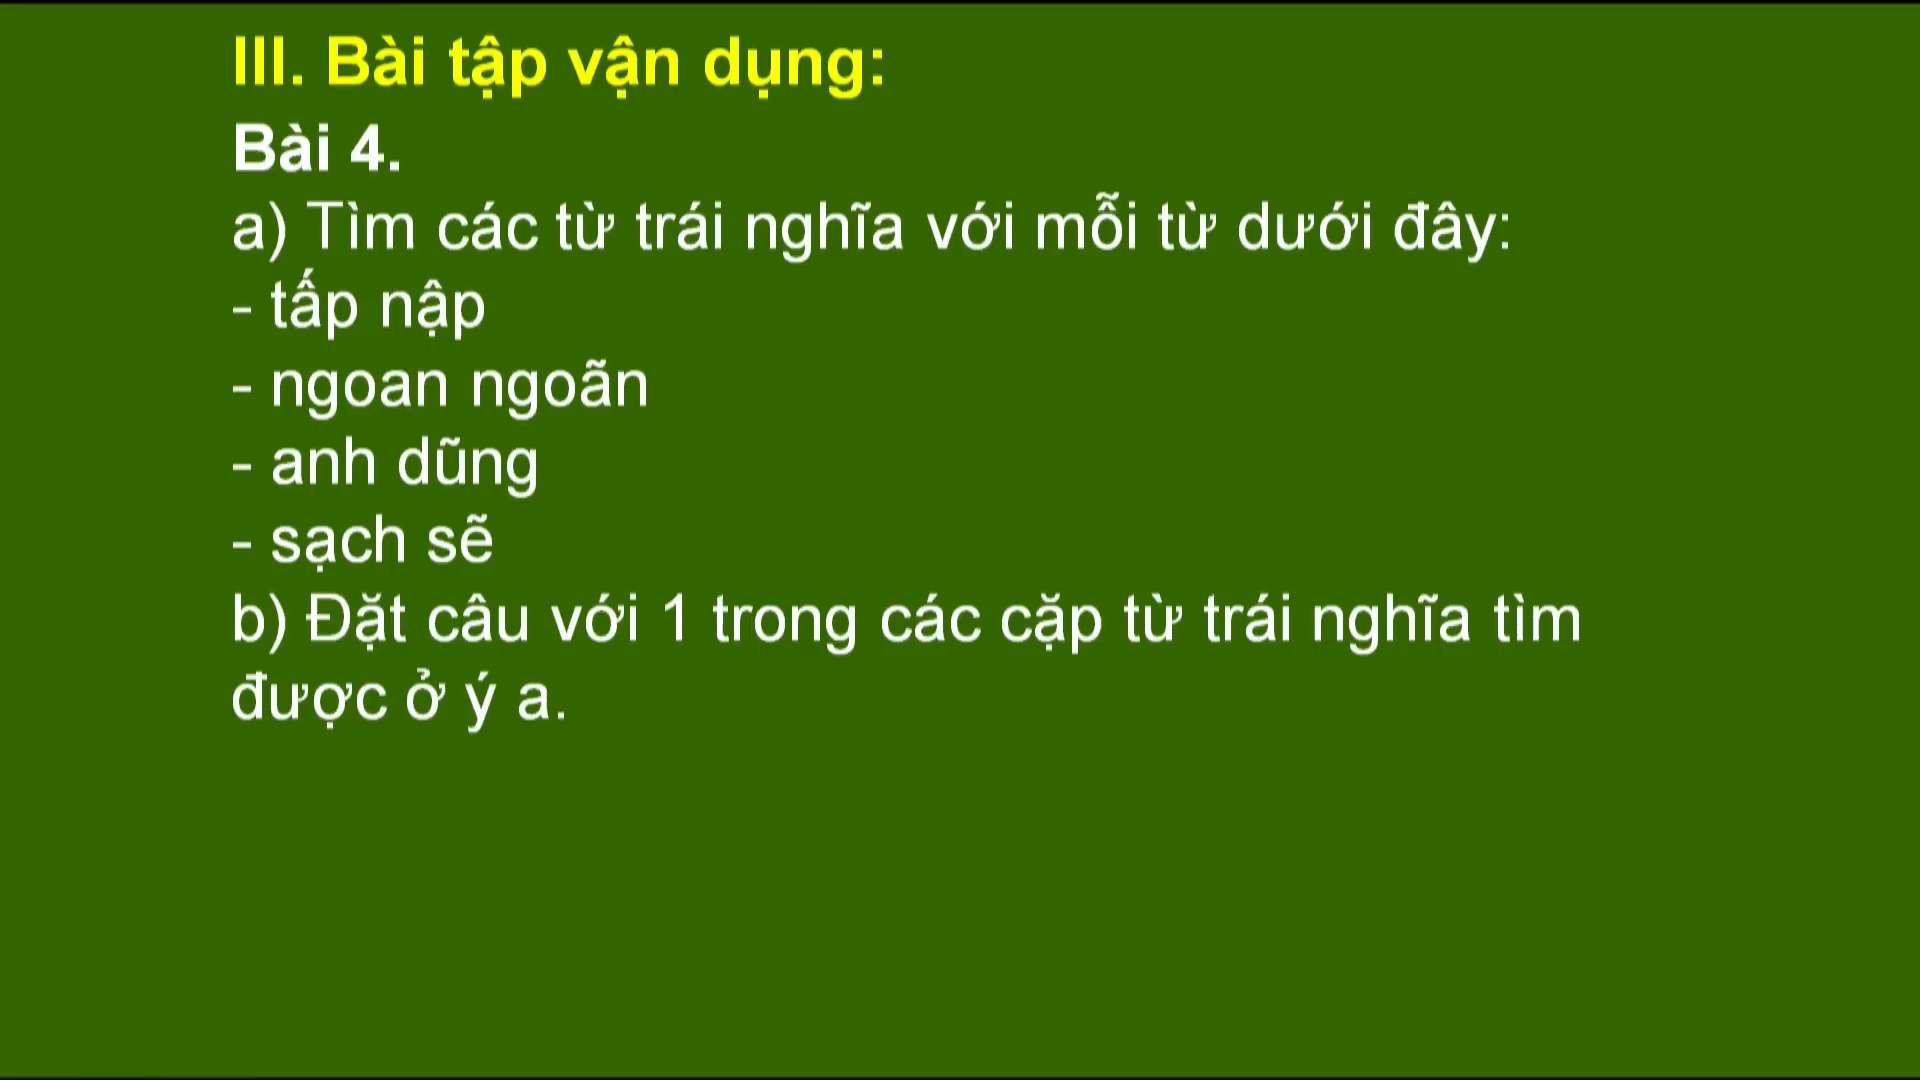 III. Bài tập vận dụng:
Bài 4.
a) Tìm các từ trái nghĩa với mỗi từ dưới đây:
- tấp nập
- ngoan ngoãn
- anh dũng
- sạch sẽ
b) Đặt câu với 1 trong các cặp từ trái nghĩa tìm
được ở ý a.